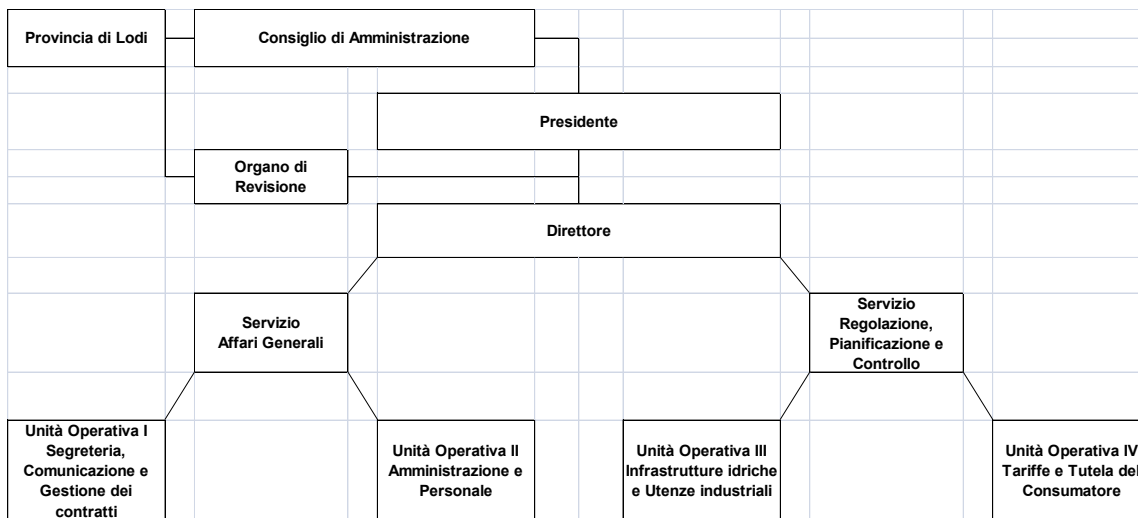 Provincia di Lodi
Consiglio di Amministrazione
Presidente
Organo di
Revisione
Direttore
Servizio
Affari Generali
Servizio
Regolazione,
Pianificazione e
Controllo
Unità Operativa I
Segreteria,
Comunicazione e
Gestione dei
contratti
Unità Operativa II
Amministrazione e
Personale
Unità Operativa III
Infrastrutture idriche
e Utenze industriali
Unità Operativa IV
Tariffe e Tutela del
Consumatore